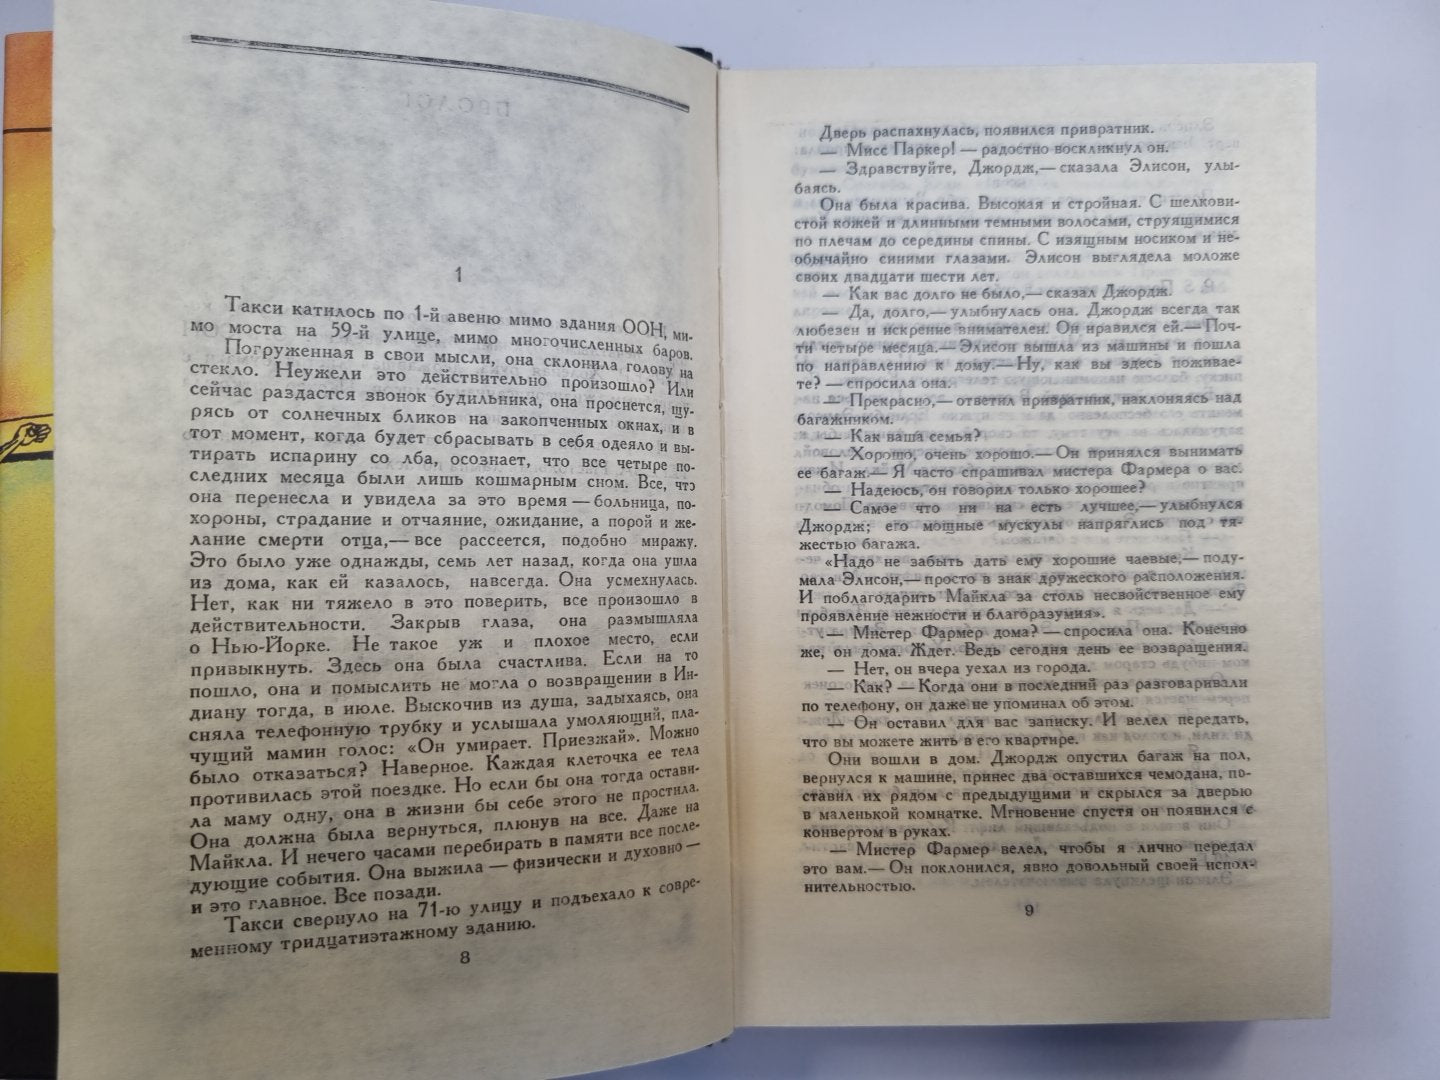 1
Такси катилось по 1-й авеню мимо здания ООН, ми-
мо моста на 59-й улице, мимо многочисленных баров.
Погруженная в свои мысли, она склонила голову на
стекло. Неужели это действительно произошло? Или
сейчас раздастся звонок будильника, она проснется, щу-
рясь от солнечных бликов на закопченных окнах, и в
тот момент, когда будет сбрасывать в себя одеяло и вы-
тирать испарину со лба, осознает, что все четыре по-
следних месяца были лишь кошмарным сном. Все, что
она перенесла и увидела за это время — больница, по-
хороны, страдание и отчаяние, ожидание, а порой и же-
лание смерти отца,— все рассеется, подобно миражу.
Это было уже однажды, семь лет назад, когда она ушла
из дома, как ей казалось, навсегда. Она усмехнулась.
Нет, как ни тяжело в это поверить, все произошло в
действительности. Закрыв глаза, она размышляла
о Нью-Йорке. Не такое уж и плохое место, если
привыкнуть. Здесь она была счастлива. Если на то
пошло, она и помыслить не могла о возвращении в Ин-
диану тогда, в июле. Выскочив из душа, задыхаясь, она
сняла телефонную трубку и услышала умоляющий, пла-
чущий мамин голос: «Он умирает. Приезжай». Можно
было отказаться? Наверное. Каждая клеточка ее тела
противилась этой поездке. Но если бы она тогда остави-
ла маму одну, она в жизни бы себе этого не простила.
Она должна была вернуться, плюнув на все. Даже на
Майкла. И нечего часами перебирать в памяти все после-
дующие события. Она выжила — физически и духовно —
и это главное. Все позади.
Такси свернуло на 71-ю улицу и подъехало к совре-
менному тридцатиэтажному зданию.
8
Дверь распахнулась, появился привратник.
— Мисс Паркер! — радостно воскликнул он.
— Здравствуйте, Джордж,— сказала Элисон, улы-
баясь.
Она была красива. Высокая и стройная. С шелкови-
стой кожей и длинными темными волосами, струящимися
по плечам до середины спины. С изящным носиком и не-
обычайно синими глазами. Элисон выглядела моложе
своих двадцати шести лет.
— Как вас долго не было,— сказал Джордж.
— Да, долго,— улыбнулась она. Джордж всегда так
любезен и искренне внимателен. Он нравился ей.— Поч-
ти четыре месяца.— Элисон вышла из машины и пошла
по направлению к дому.— Ну, как вы здесь поживае-
те? — спросила она.
— Прекрасно,— ответил привратник, наклоняясь над
багажником.
— Как ваша семья?
— Хорошо, очень хорошо.— Он принялся вынимать
ее багаж.— Я часто спрашивал мистера Фармера о вас.
— Надеюсь, он говорил только хорошее?
— Самое что ни на есть лучшее,— улыбнулся
Джордж; его мощные мускулы напряглись под тя-
жестью багажа.
«Надо не забыть дать ему хорошие чаевые,— поду-
мала Элисон,— просто в знак дружеского расположения.
И поблагодарить Майкла за столь несвойственное ему
проявление нежности и благоразумия».
— Мистер Фармер дома? — спросила она. Конечно
же, он дома. Ждет. Ведь сегодня день ее возвращения.
— Нет, он вчера уехал из города.
— Как? — Когда они в последний раз разговаривали
по телефону, он даже не упоминал об этом.
— Он оставил для вас записку. И велел передать,
что вы можете жить в его квартире.
Они вошли в дом. Джордж опустил багаж на пол,
вернулся к машине, принес два оставшихся чемодана, по-
ставил их рядом с предыдущими и скрылся за дверью
в маленькой комнатке. Мгновение спустя он появился с
конвертом в руках.
— Мистер Фармер велел, чтобы я лично передал
это вам.— Он поклонился, явно довольный своей испол-
нительностью.
9